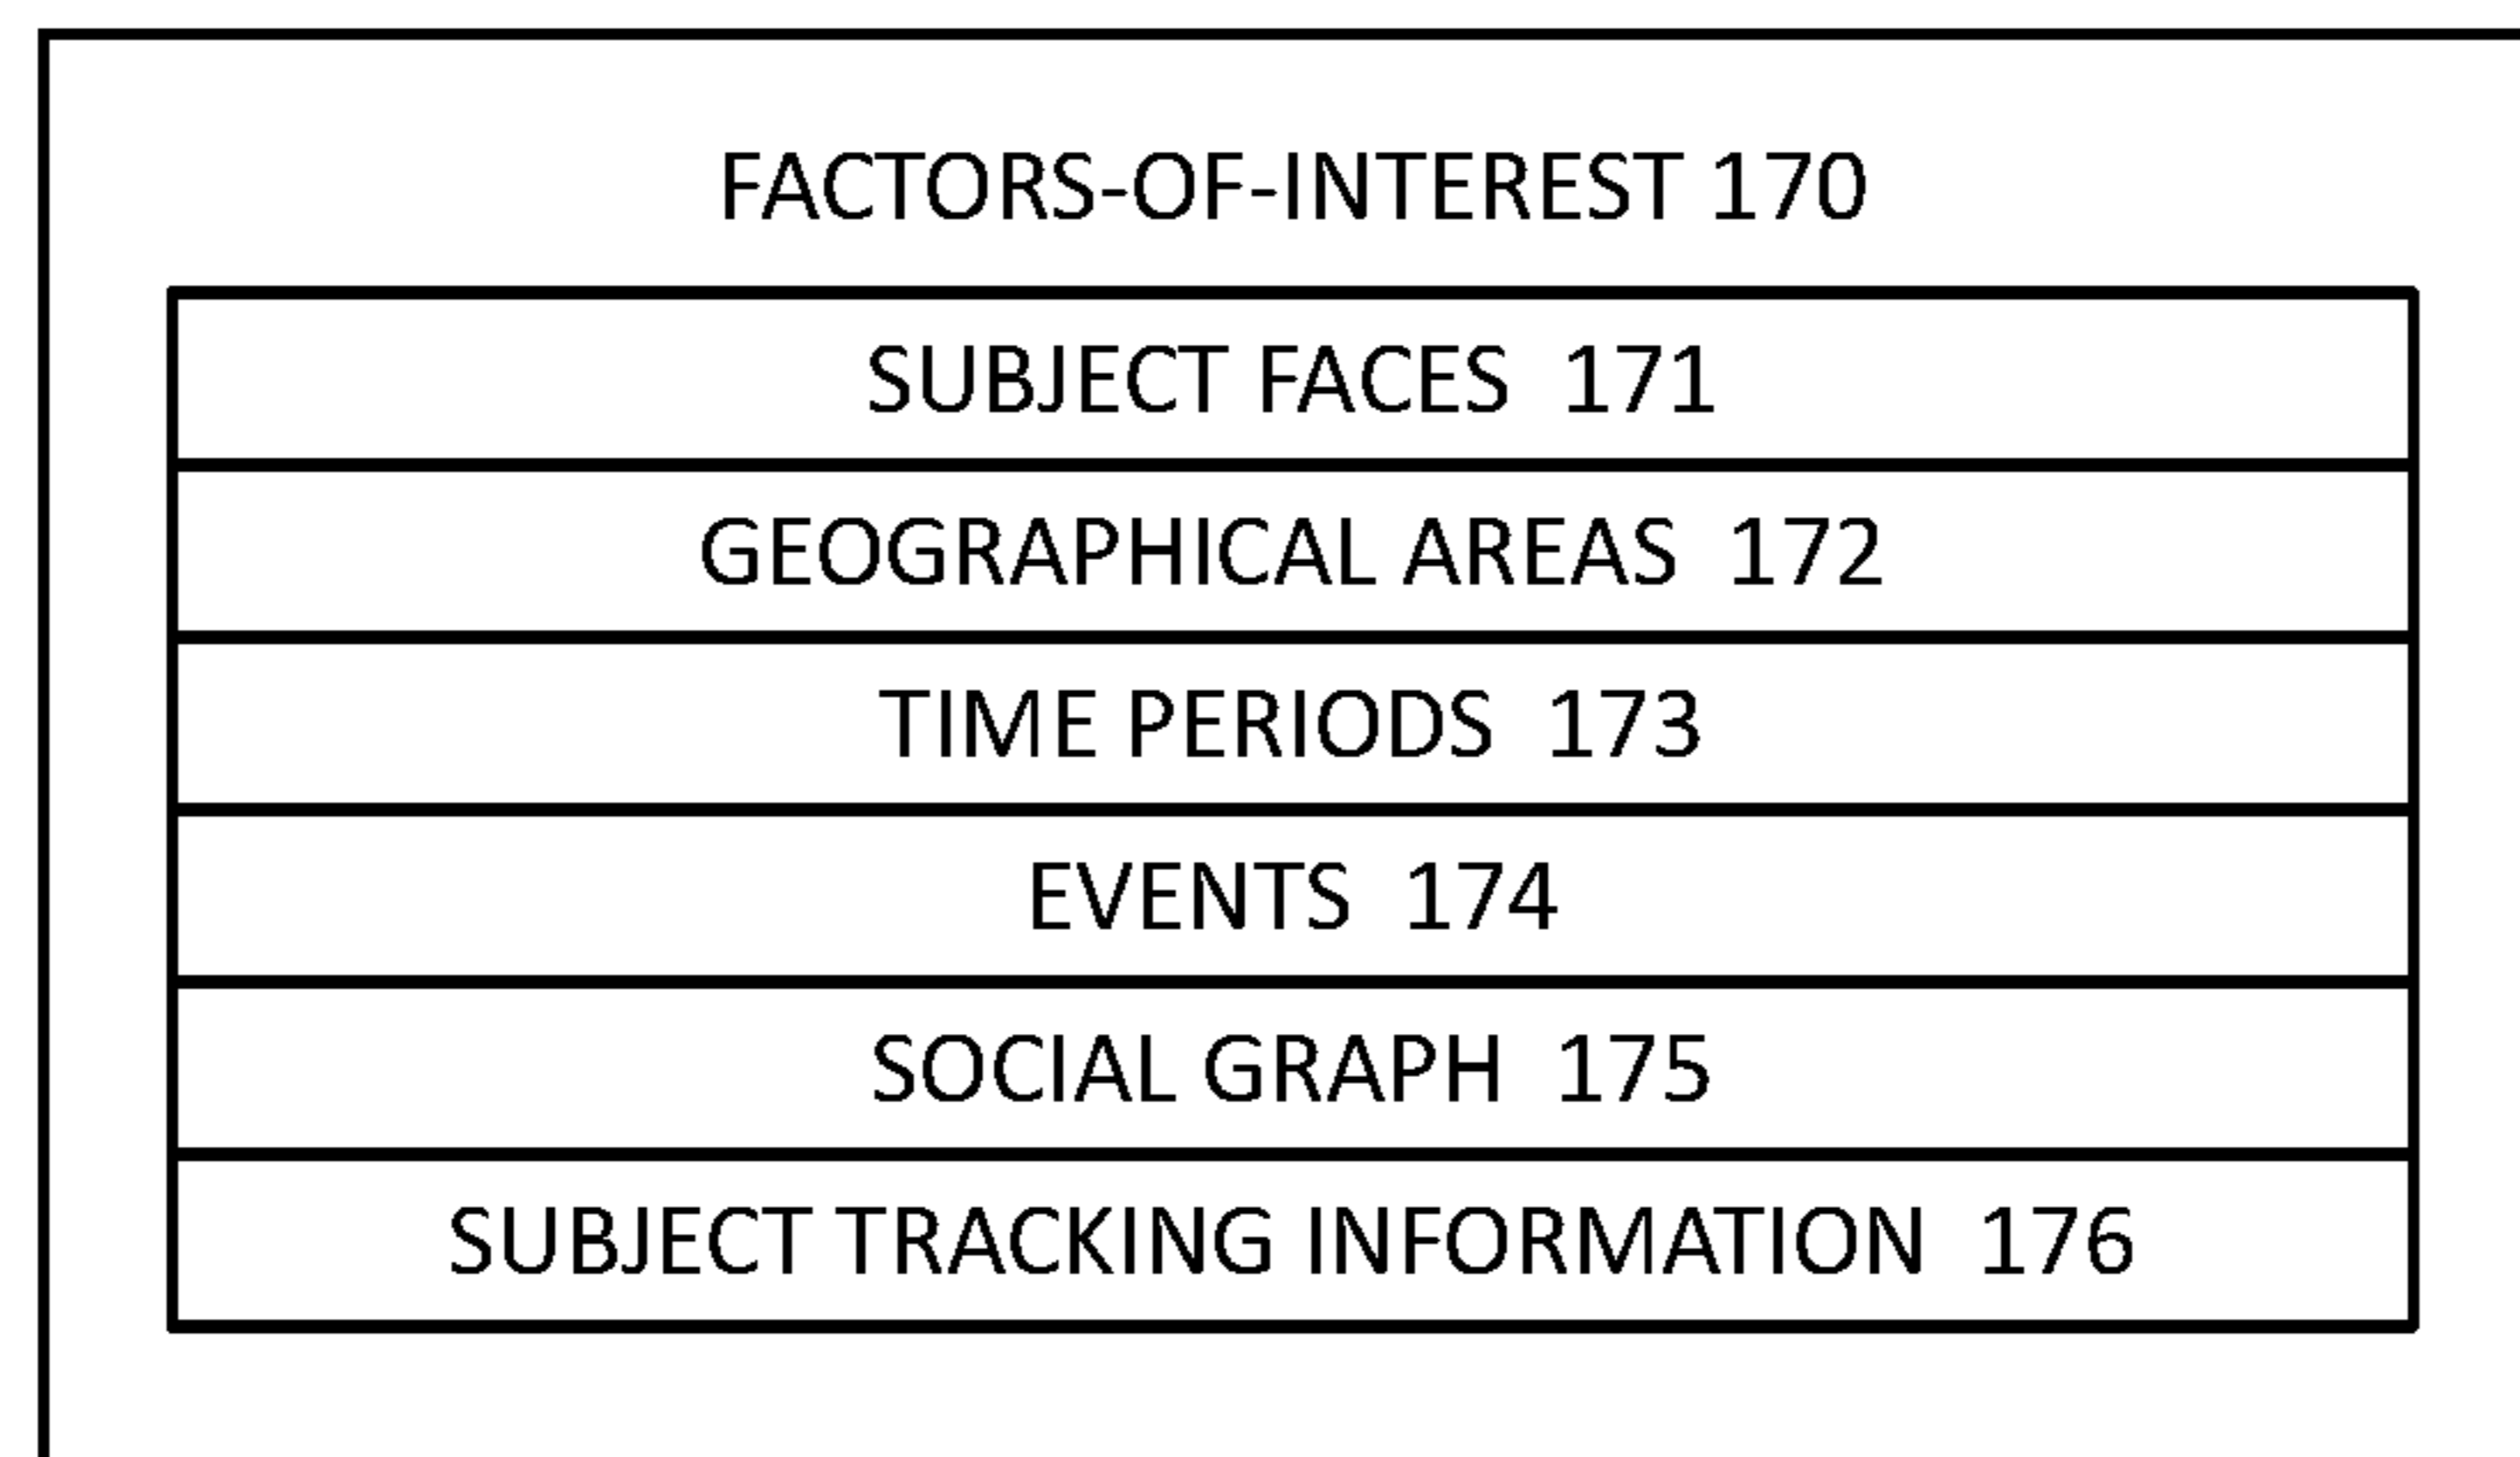 FACTORS-OF-INTEREST 170
SUBJECT FACES 171
GEOGRAPHICAL AREAS 172
TIME PERIODS 173
EVENTS 174
SOCIAL GRAPH 175
SUBJECT TRACKING INFORMATION 176